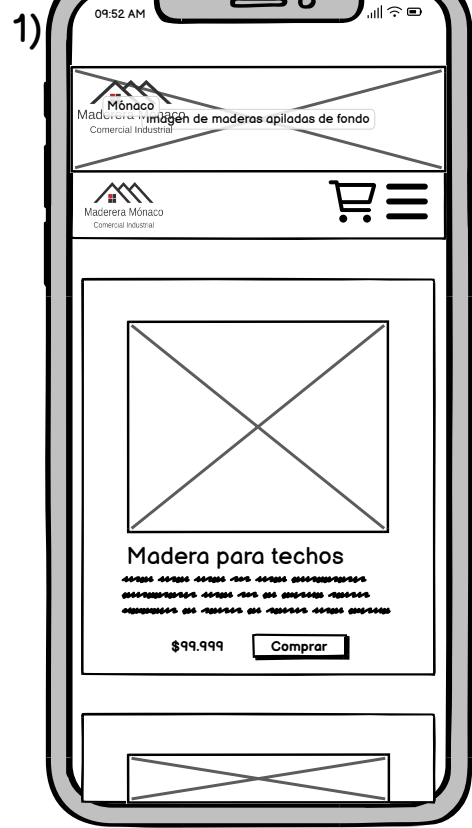 1)
09:52 AM
Mónaco
Maderera Mónaco
Imagen de maderas apiladas de fondo
Comercial Industrial
Maderera Mónaco
Comercial Industrial
Madera para techos
$99.999
Comprar